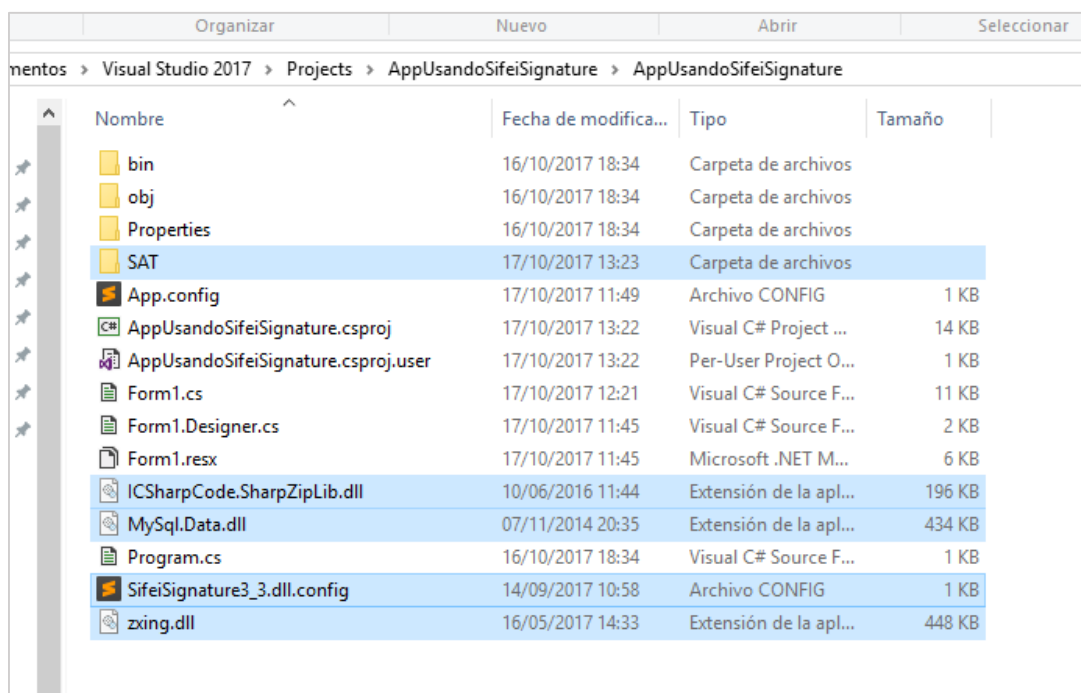 Organizar Nuevo Abrir Seleccionar
mentos > Visual Studio 2017 > Projects > AppUsandoSifeiSignature > AppUsandoSifeiSignature
Nombre Fecha de modifica... Tipo Tamaño
bin 16/10/2017 18:34 Carpeta de archivos
obj 16/10/2017 18:34 Carpeta de archivos
Properties 16/10/2017 18:34 Carpeta de archivos
SAT 17/10/2017 13:23 Carpeta de archivos
App.config 17/10/2017 11:49 Archivo CONFIG 1 KB
C# AppUsandoSifeiSignature.csproj 17/10/2017 13:22 Visual C# Project ... 14 KB
AppUsandoSifeiSignature.csproj.user 17/10/2017 13:22 Per-User Project O... 1 KB
Form1.cs 17/10/2017 12:21 Visual C# Source F... 11 KB
Form1.Designer.cs 17/10/2017 11:45 Visual C# Source F... 2 KB
Form1.resx 17/10/2017 11:45 Microsoft .NET M... 6 KB
ICSharpCode.SharpZipLib.dll 10/06/2016 11:44 Extensión de la apl... 196 KB
MySql.Data.dll 07/11/2014 20:35 Extensión de la apl... 434 KB
Program.cs 16/10/2017 18:34 Visual C# Source F... 1 KB
SifeiSignature3_3.dll.config 14/09/2017 10:58 Archivo CONFIG 1 KB
zxing.dll 16/05/2017 14:33 Extensión de la apl... 448 KB